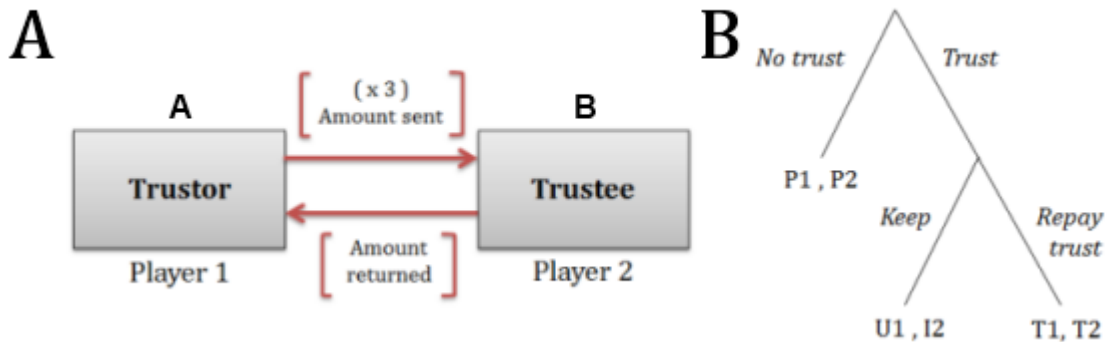 A
B
No trust
Trust
( x 3 )
Amount sent
A
B
Trustor
Trustee
P1 , P2
Keep
Repay
trust
Amount
returned
Player 1
Player 2
U1 , I2
T1, T2